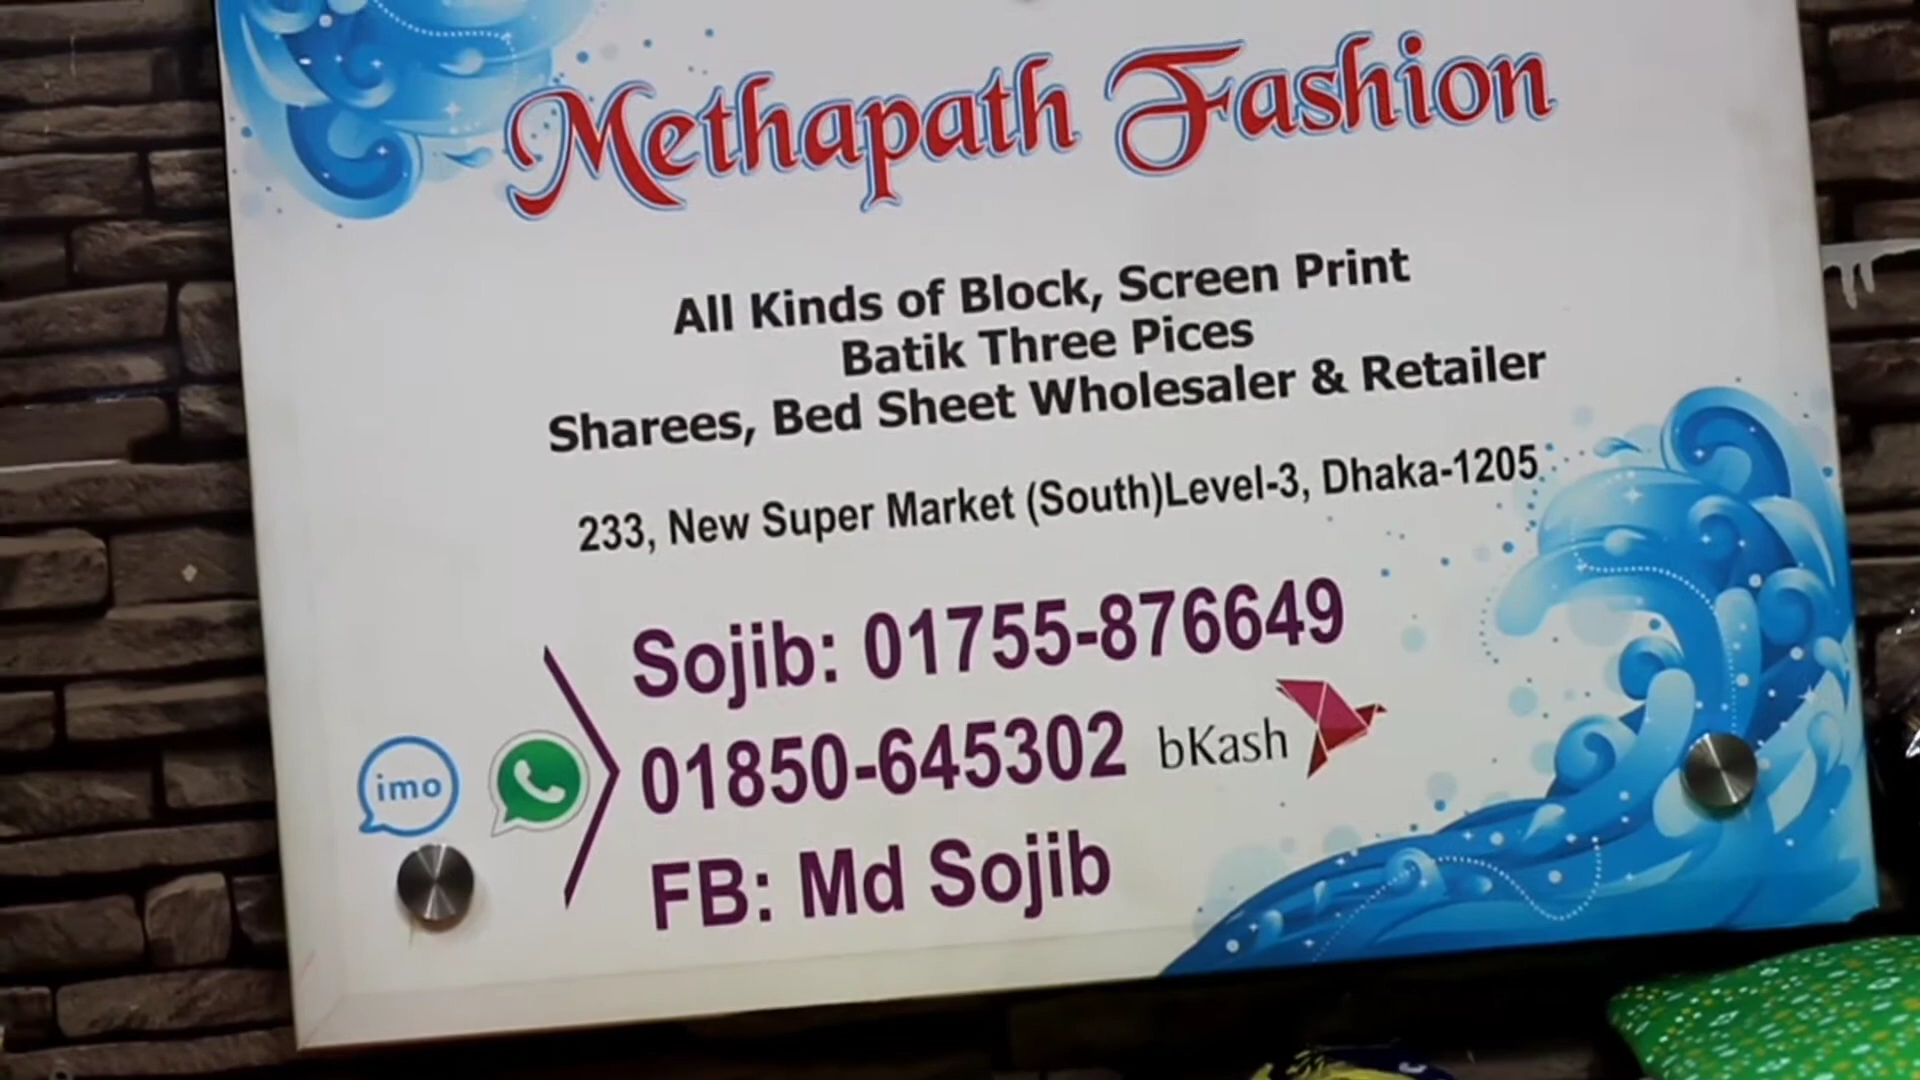 Methapath Fashion
All Kinds of Block, Screen Print
Batik Three Pices
Sharees, Bed Sheet Wholesaler & Retailer
233, New Super Market (South)Level-3, Dhaka-1205
Sojib: 01755-876649
imo 01850-645302 bKash
FB: Md Sojib